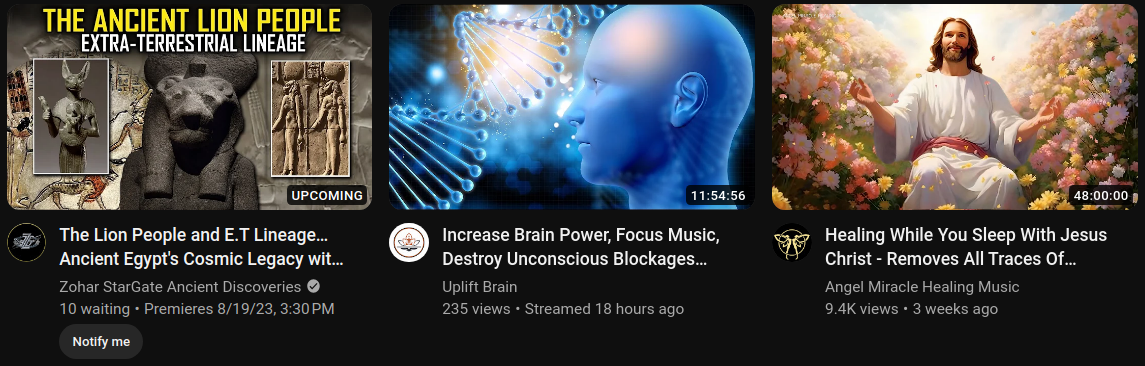 THE ANCIENT LION PEOPLE
EXTRA-TERRESTRIAL LINEAGE
UPCOMING
The Lion People and E.T Lineage...
Ancient Egypt's Cosmic Legacy wit...
Zohar StarGate Ancient Discoveries
10 waiting • Premieres 8/19/23, 3:30 PM
Notify me
11:54:56
Increase Brain Power, Focus Music,
Destroy Unconscious Blockages...
Uplift Brain
235 views • Streamed 18 hours ago
48:00:00
Healing While You Sleep With Jesus
Christ - Removes All Traces Of...
Angel Miracle Healing Music
9.4K views • 3 weeks ago